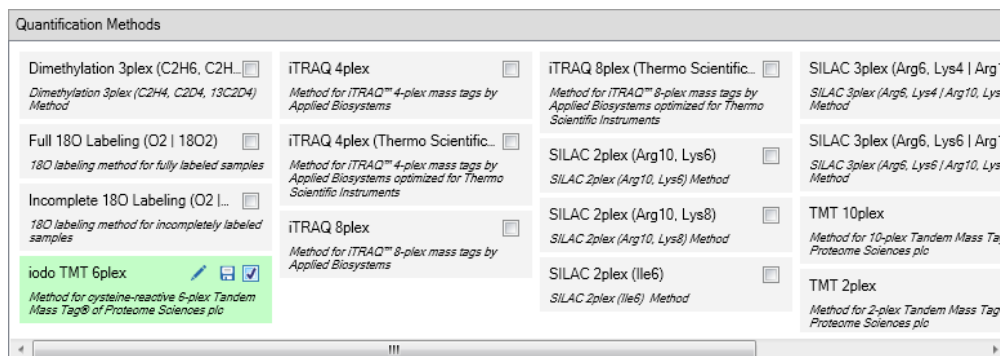 Quantification Methods
Dimethylation 3plex (C2H6, C2H...
Dimethylation 3plex (C2H4, C2D4, 13C2D4)
Method
Full 18O Labeling (O2 | 18O2)
18O labeling method for fully labeled samples
Incomplete 18O Labeling (O2 |...
18O labeling method for incompletely labeled
samples
iodo TMT 6plex
Method for cysteine-reactive 6-plex Tandem
Mass Tag® of Proteome Sciences plc
iTRAQ 4plex
Method for iTRAQ™ 4-plex mass tags by
Applied Biosystems
iTRAQ 4plex (Thermo Scientific...
Method for iTRAQ™ 4-plex mass tags by
Applied Biosystems optimized for Thermo
Scientific Instruments
iTRAQ 8plex
Method for iTRAQ™ 8-plex mass tags by
Applied Biosystems
iTRAQ 8plex (Thermo Scientific...
Method for iTRAQ™ 8-plex mass tags by
Applied Biosystems optimized for Thermo
Scientific Instruments
SILAC 2plex (Arg10, Lys6)
SILAC 2plex (Arg10, Lys6) Method
SILAC 2plex (Arg10, Lys8)
SILAC 2plex (Arg10, Lys8) Method
SILAC 2plex (Ile6)
SILAC 2plex (Ile6) Method
SILAC 3plex (Arg6, Lys4 | Arg1
SILAC 3plex (Arg6, Lys4 | Arg10, Lys
Method
SILAC 3plex (Arg6, Lys6 | Arg1
SILAC 3plex (Arg6, Lys6 | Arg10, Lys
Method
TMT 10plex
Method for 10-plex Tandem Mass Tag
Proteome Sciences plc
TMT 2plex
Method for 2-plex Tandem Mass Tag
Proteome Sciences plc